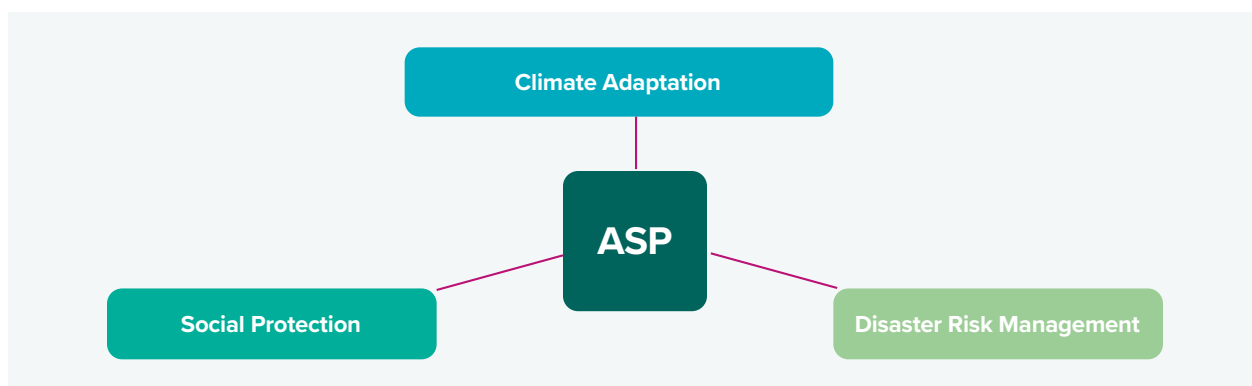 Climate Adaptation
ASP
Social Protection
Disaster Risk Management